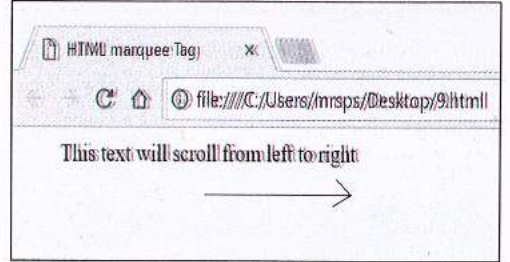 HTML marquee Tag
file:///C:/Users/mrsps/Desktop/9.html
This text will scroll from left to right